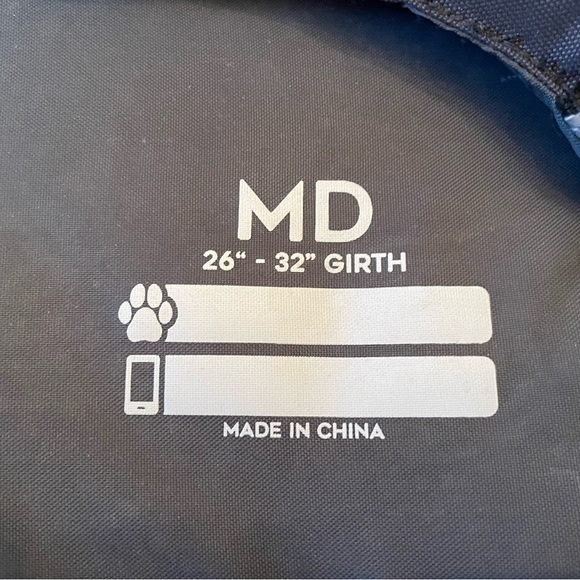 MD
26“ - 32” GIRTH
MADE IN CHINA